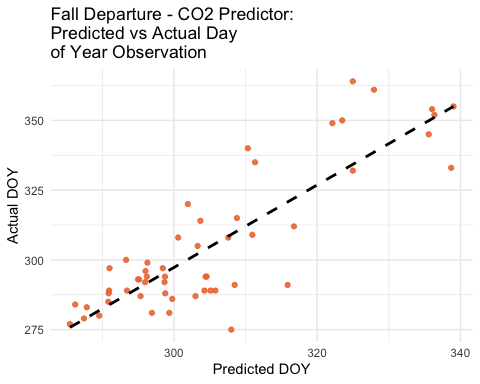 Fall Departure - CO2 Predictor:
Predicted vs Actual Day
of Year Observation
Actual DOY
350
325
300
275
300
320
340
Predicted DOY